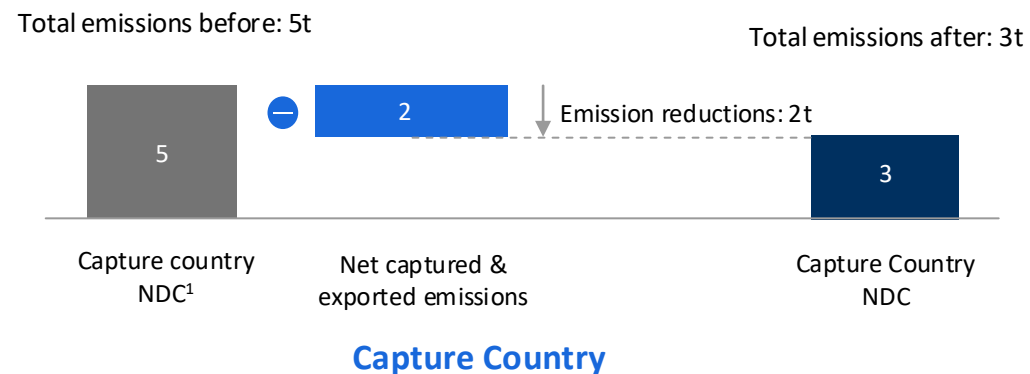 Total emissions before: 5t
Total emissions after: 3t
5
2
Emission reductions: 2t
3
Capture country
NDC¹
Net captured &
exported emissions
Capture Country
NDC
Capture Country